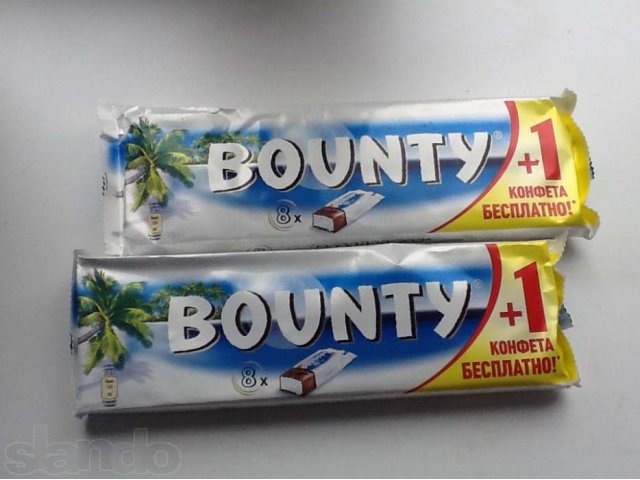 BOUNTY®
+1
КОНФЕТА
БЕСПЛАТНО!*
8x
BOUNTY®
+1
КОНФЕТА
БЕСПЛАТНО!*
8x
slando